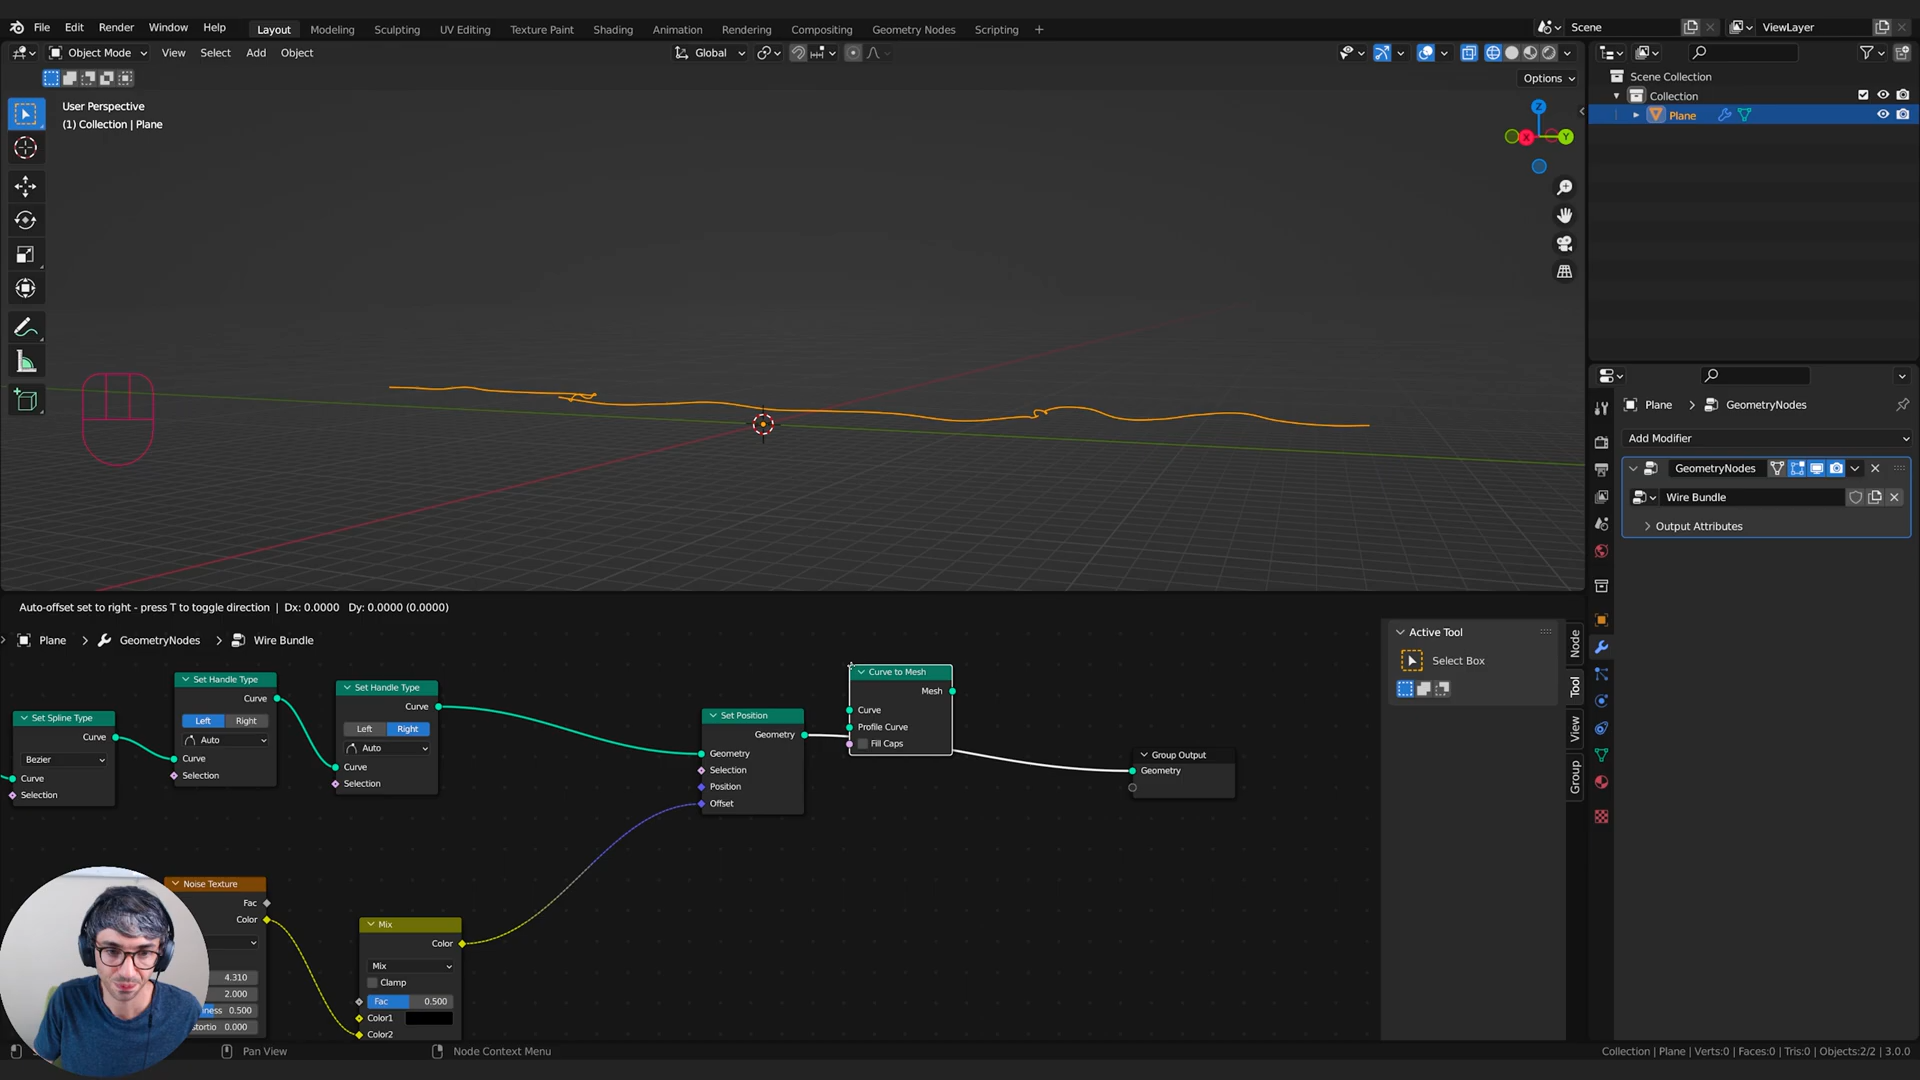 File Edit Render Window Help
Layout Modeling Sculpting UV Editing Texture Paint Shading Animation Rendering Compositing Geometry Nodes Scripting +
Scene
ViewLayer
Object Mode View Select Add Object
Global
Options
User Perspective
(1) Collection | Plane
Z
X
Y
Scene Collection
Collection
Plane
Plane > GeometryNodes
Add Modifier
GeometryNodes
Wire Bundle
Output Attributes
Auto-offset set to right - press T to toggle direction | Dx: 0.0000 Dy: 0.0000 (0.0000)
Plane > GeometryNodes > Wire Bundle
Set Spline Type
Curve
Bezier
Curve
Selection
Set Handle Type
Curve
Left Right
Auto
Curve
Selection
Set Handle Type
Curve
Left Right
Auto
Curve
Selection
Set Position
Geometry
Geometry
Selection
Position
Offset
Curve to Mesh
Mesh
Curve
Profile Curve
Fill Caps
Group Output
Geometry
Noise Texture
Fac
Color
4.310
2.000
ness 0.500
istortio 0.000
Mix
Color
Mix
Clamp
Fac 0.500
Color1
Color2
Active Tool
Select Box
Node
Tool
View
Group
Pan View
Node Context Menu
Collection | Plane | Verts:0 | Faces:0 | Tris:0 | Objects:2/2 | 3.0.0